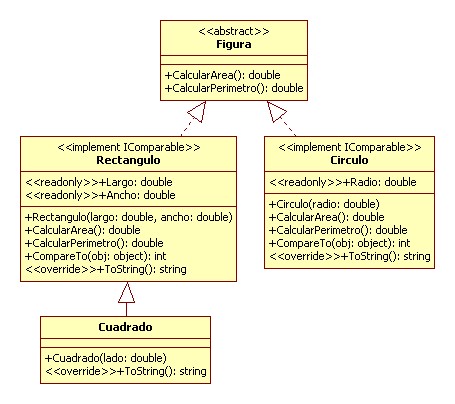 <<abstract>>
Figura
+CalcularArea(): double
+CalcularPerimetro(): double
<<implement IComparable>>
Rectangulo
<<readonly>>+Largo: double
<<readonly>>+Ancho: double
+Rectangulo(largo: double, ancho: double)
+CalcularArea(): double
+CalcularPerimetro(): double
+CompareTo(obj: object): int
<<override>>+ToString(): string
<<implement IComparable>>
Circulo
<<readonly>>+Radio: double
+Circulo(radio: double)
+CalcularArea(): double
+CalcularPerimetro(): double
+CompareTo(obj: object): int
<<override>>+ToString(): string
Cuadrado
+Cuadrado(lado: double)
<<override>>+ToString(): string